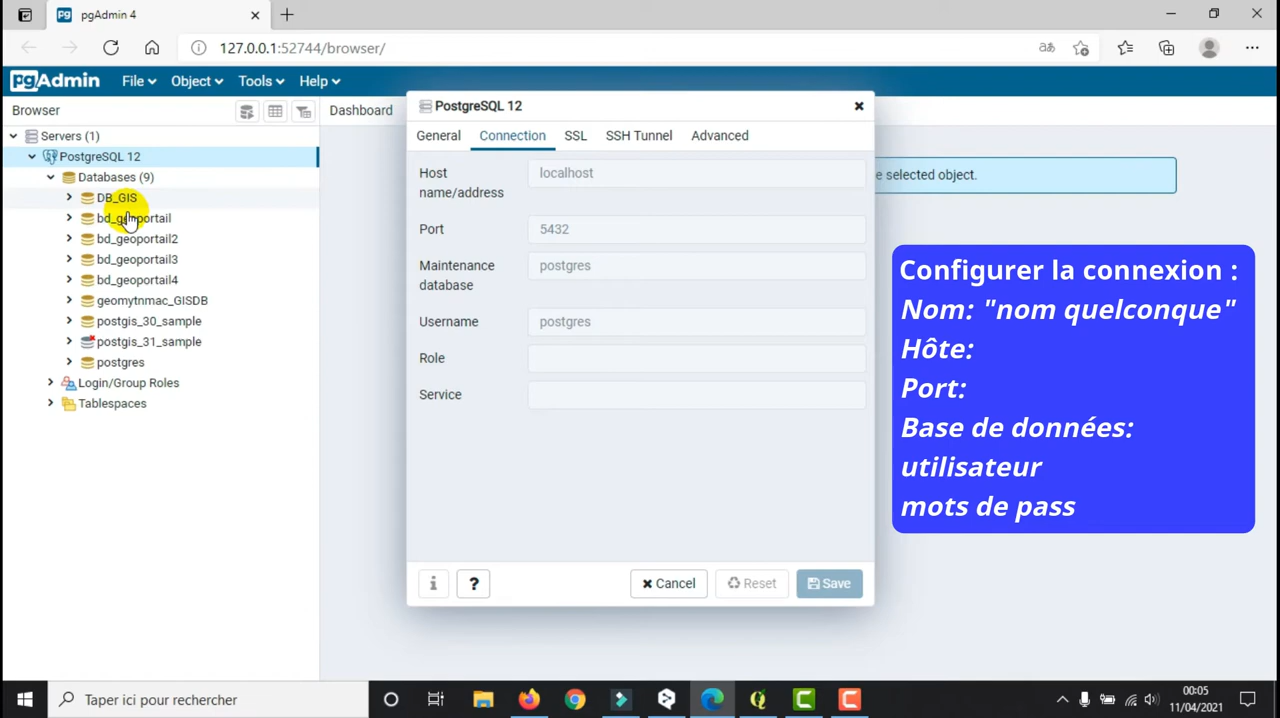 pgAdmin 4
127.0.0.1:52744/browser/
pgAdmin File Object Tools Help
Browser
Dashboard
Servers (1)
PostgreSQL 12
Databases (9)
DB_GIS
bd_geoportail
bd_geoportail2
bd_geoportail3
bd_geoportail4
geomytnmac_GISDB
postgis_30_sample
postgis_31_sample
postgres
Login/Group Roles
Tablespaces
PostgreSQL 12
General Connection SSL SSH Tunnel Advanced
Host name/address
localhost
Port
5432
Maintenance database
postgres
Username
postgres
Role
Service
i ? Cancel Reset Save
e selected object.
Configurer la connexion :
Nom: "nom quelconque"
Hôte:
Port:
Base de données:
utilisateur
mots de pass
Taper ici pour rechercher
00:05
11/04/2021